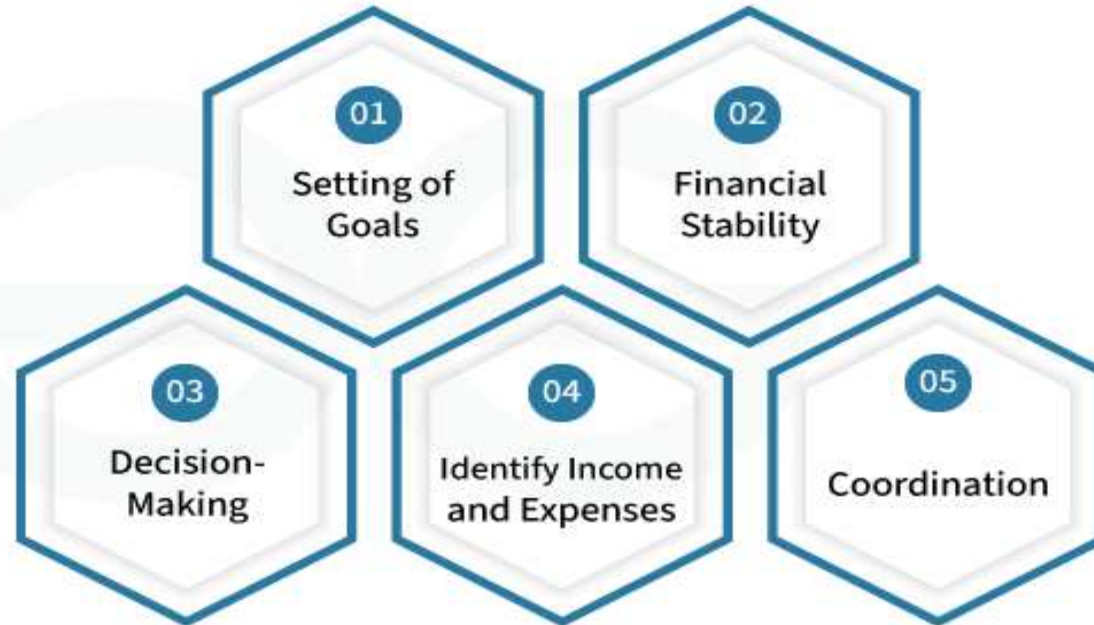 01
Setting of
Goals
02
Financial
Stability
03
Decision-
Making
04
Identify Income
and Expenses
05
Coordination